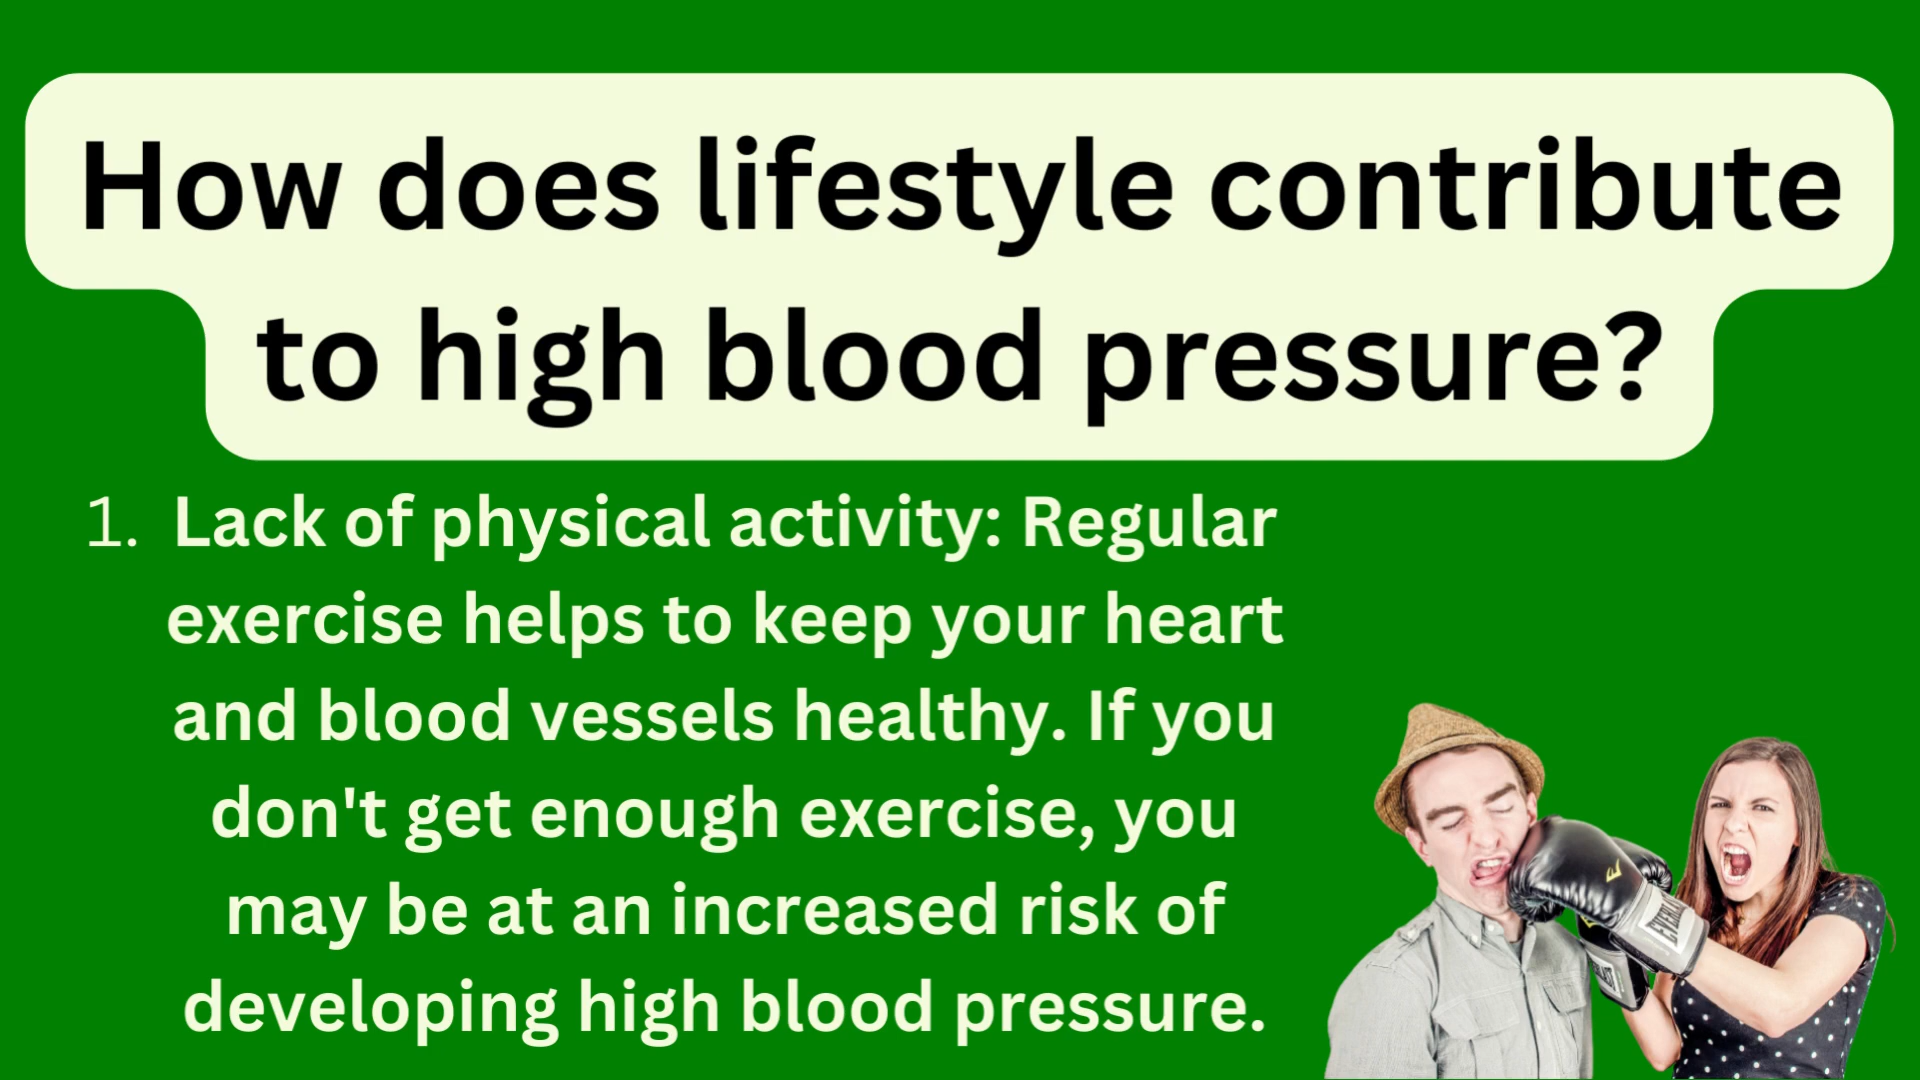 How does lifestyle contribute
to high blood pressure?
1. Lack of physical activity: Regular
exercise helps to keep your heart
and blood vessels healthy. If you
don't get enough exercise, you
may be at an increased risk of
developing high blood pressure.